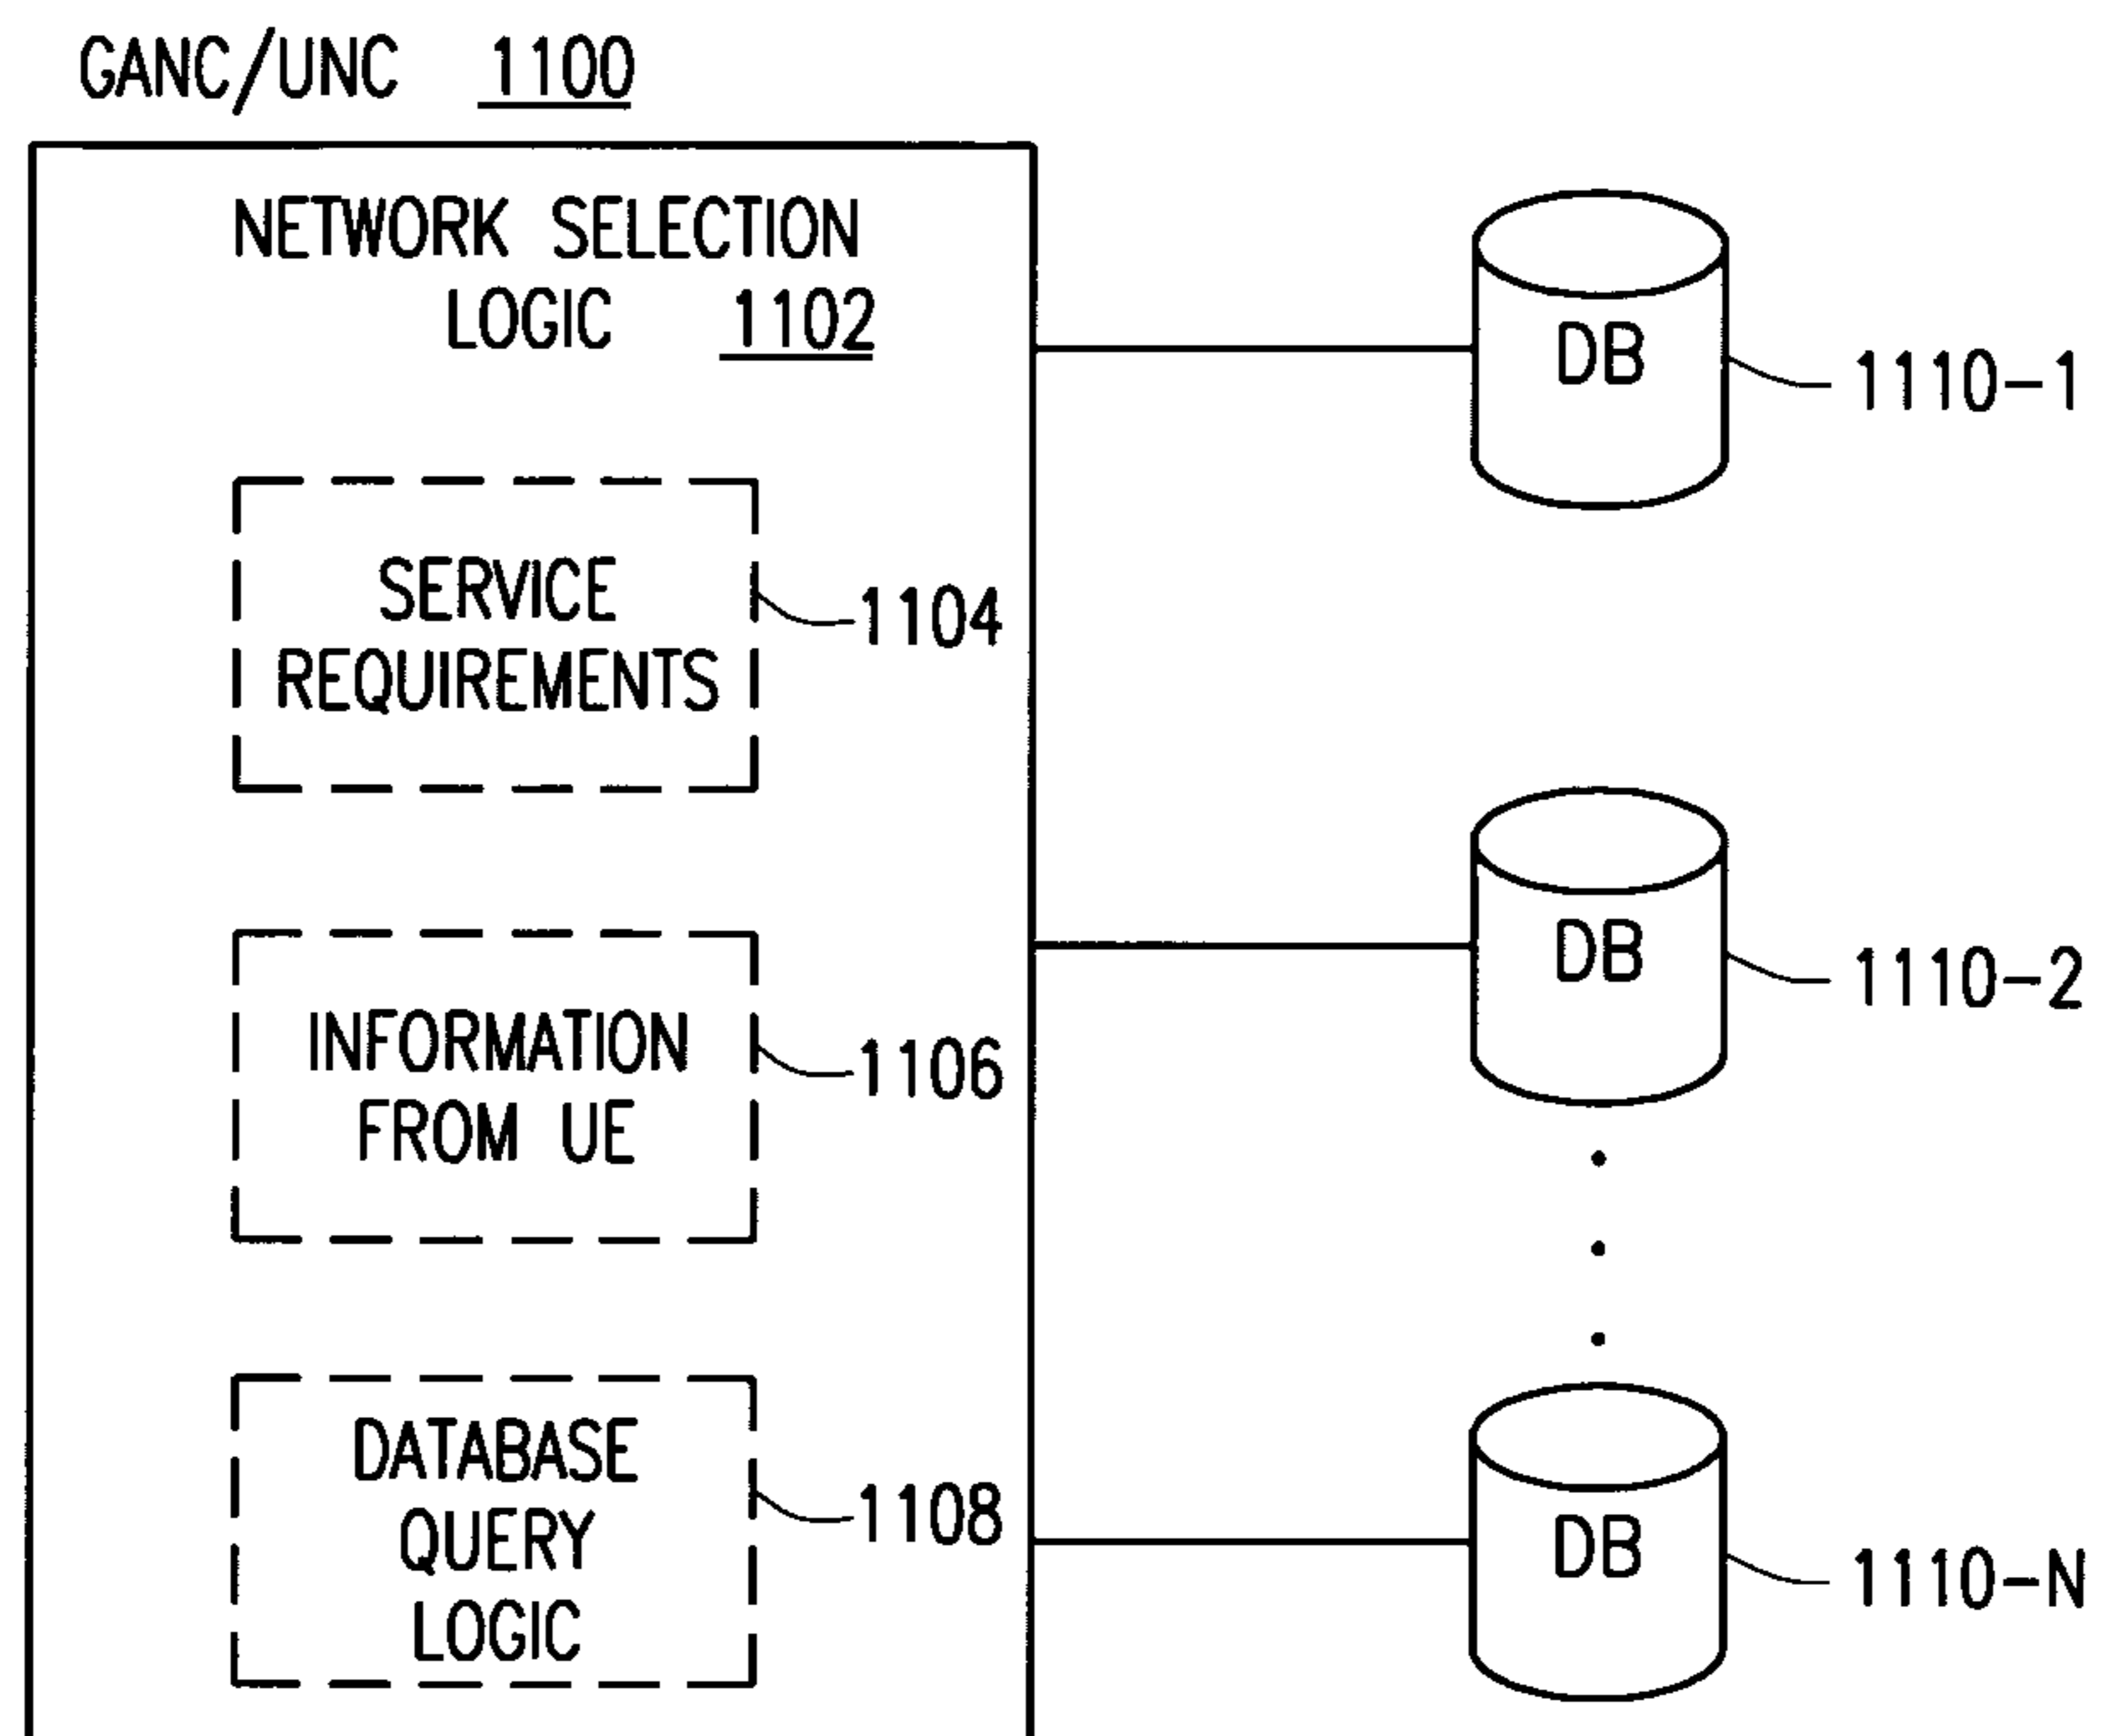 GANC/UNC 1100
NETWORK SELECTION
LOGIC 1102
SERVICE
REQUIREMENTS
1104
INFORMATION
FROM UE
1106
DATABASE
QUERY
LOGIC
1108
DB
1110-1
DB
1110-2
DB
1110-N